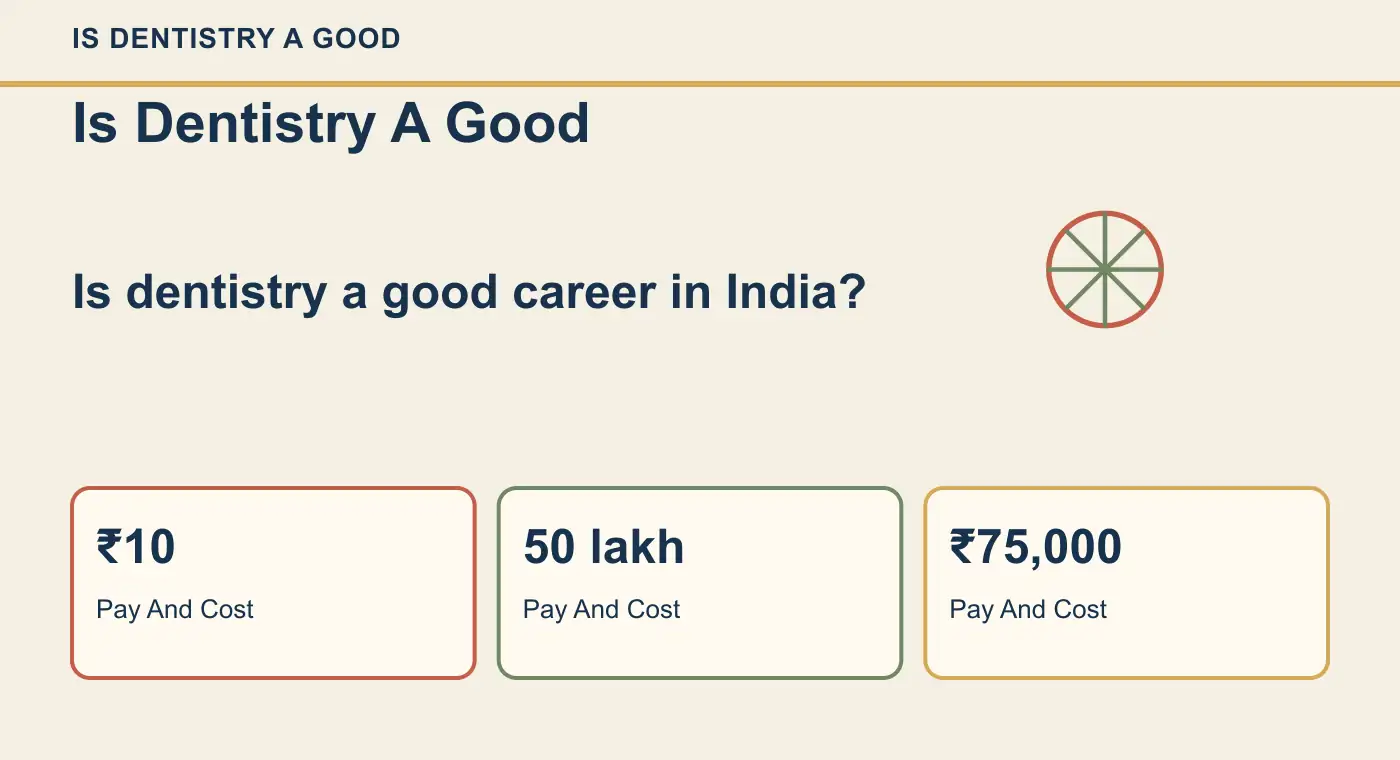 IS DENTISTRY A GOOD
Is Dentistry A Good
Is dentistry a good career in India?
₹10
Pay And Cost
50 lakh
Pay And Cost
₹75,000
Pay And Cost